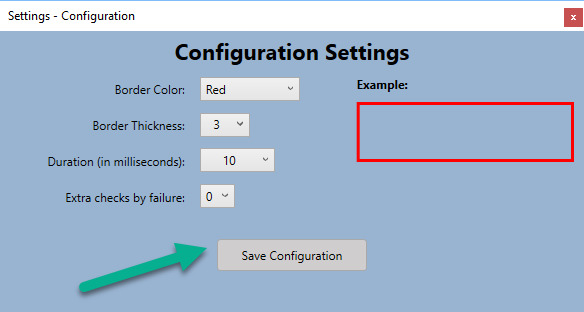 Settings - Configuration
x
Configuration Settings
Border Color: Red
Example:
Border Thickness: 3
Duration (in milliseconds): 10
Extra checks by failure: 0
Save Configuration